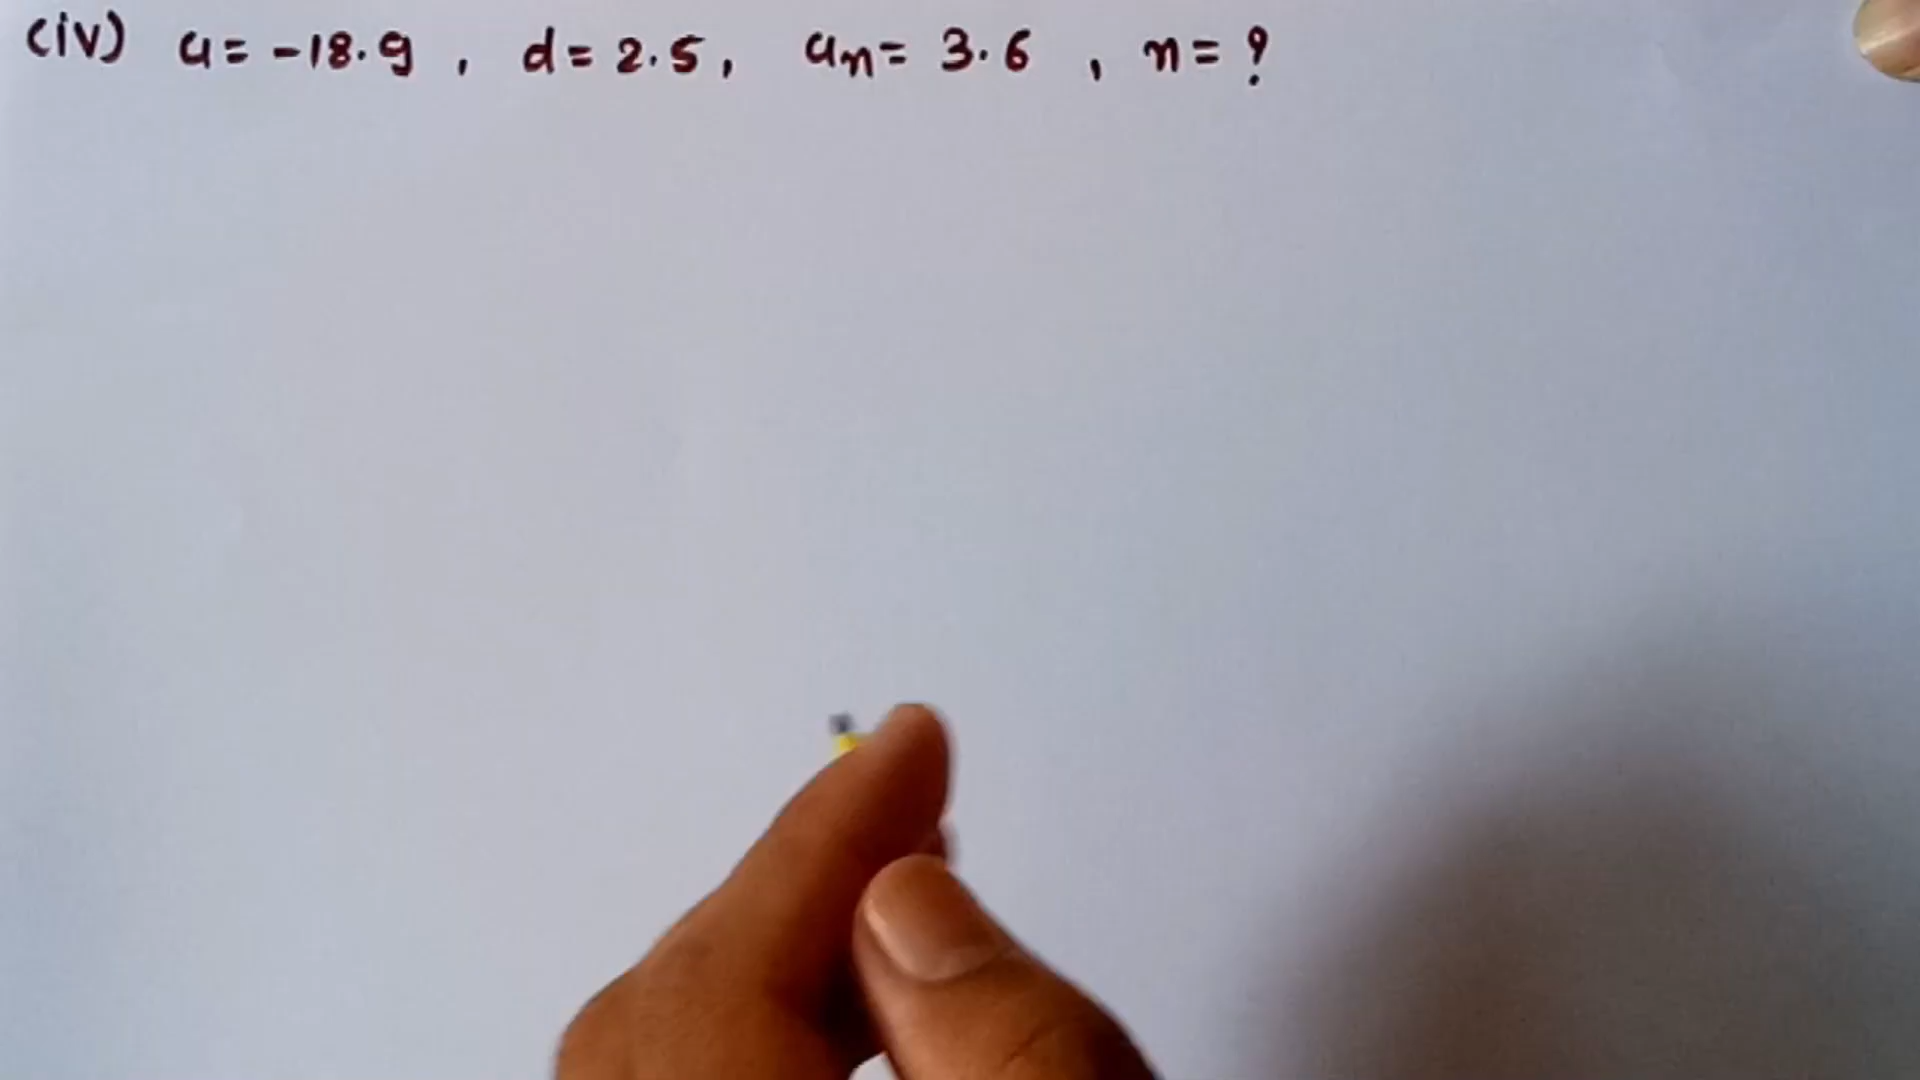 (iv) a = -18.9 , d = 2.5 , an = 3.6 , n = ?